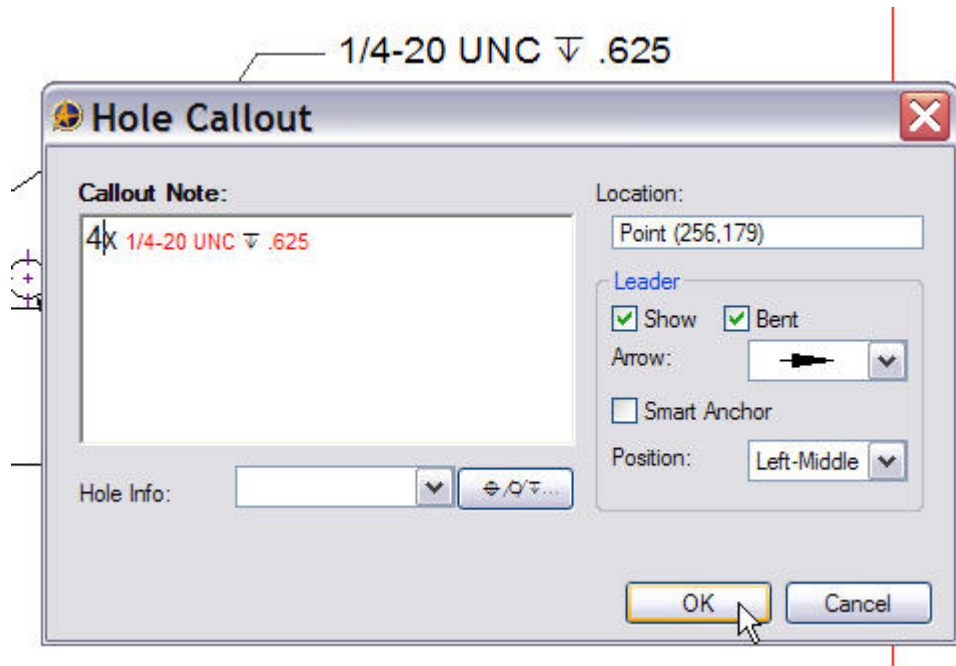 1/4-20 UNC ↧ .625
Hole Callout
Callout Note:
4x 1/4-20 UNC ↧ .625
Location:
Point (256,179)
Leader
Show
Bent
Arrow:
Smart Anchor
Position:
Left-Middle
Hole Info:
⌖/Q/↧...
OK
Cancel